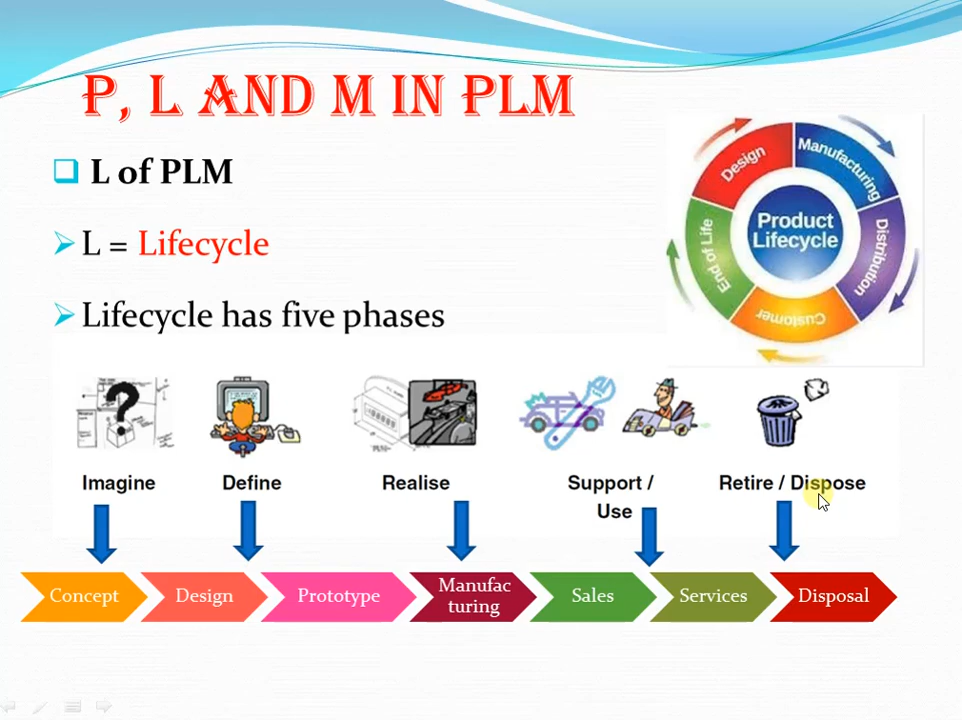 P, L AND M IN PLM
L of PLM
L = Lifecycle
Lifecycle has five phases
Design
Manufacturing
Distribution
Customer
End of Life
Product
Lifecycle
Imagine
Define
Realise
Support /
Use
Retire / Dispose
Concept
Design
Prototype
Manufac
turing
Sales
Services
Disposal